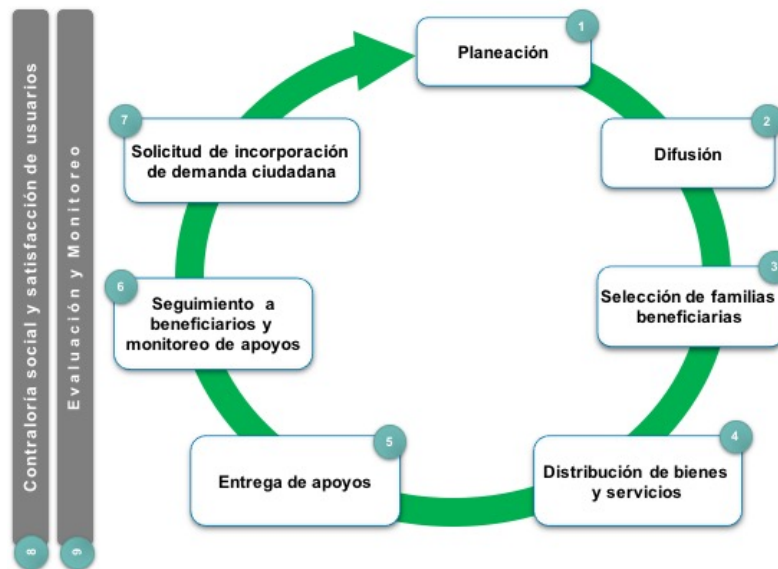 1
Planeación
2
Difusión
3
Selección de familias
beneficiarias
4
Distribución de bienes
y servicios
5
Entrega de apoyos
6
Seguimiento a
beneficiarios y
monitoreo de apoyos
7
Solicitud de incorporación
de demanda ciudadana
8
Contraloría social y satisfacción de usuarios
9
Evaluación y Monitoreo